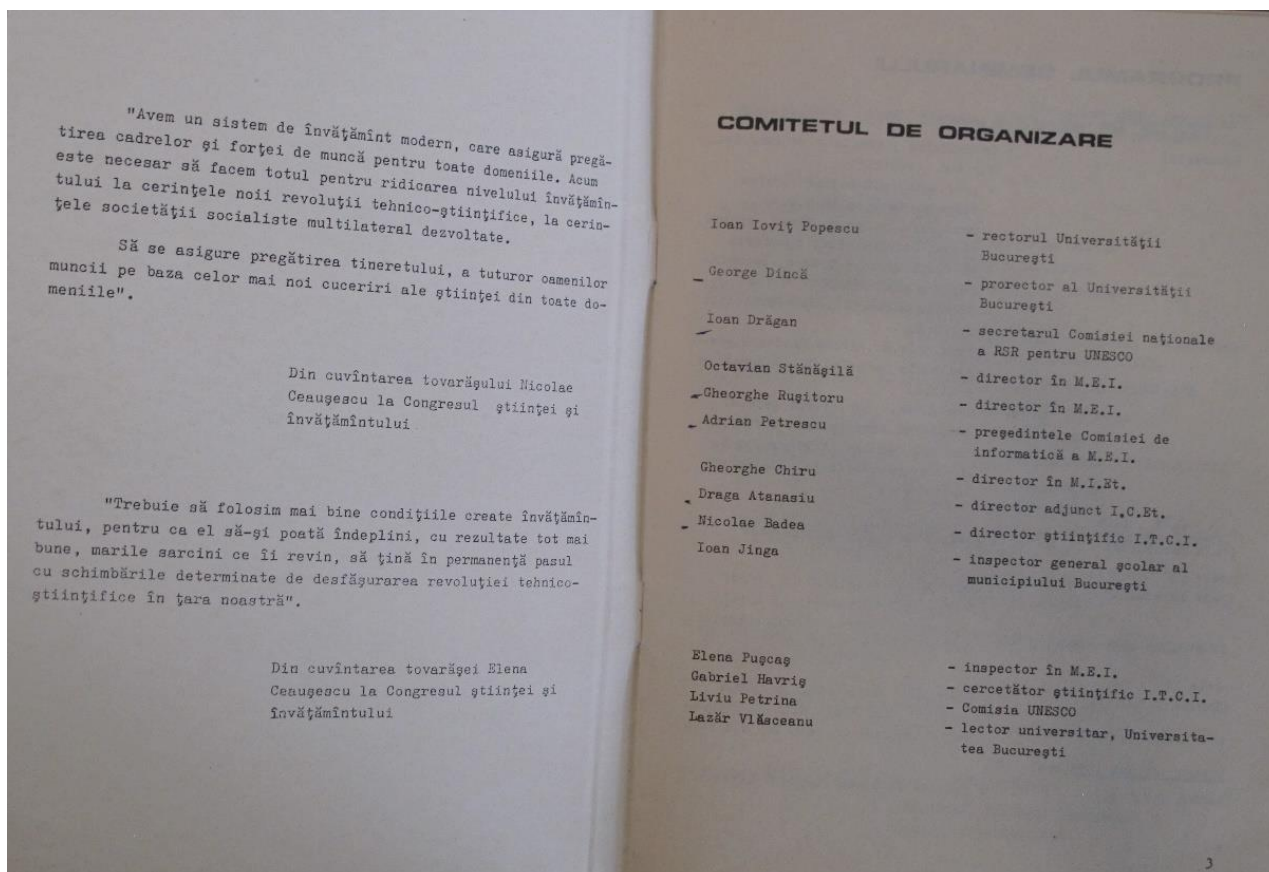 "Avem un sistem de învăţămînt modern, care asigură pregă-
tirea cadrelor şi forţei de muncă pentru toate domeniile. Acum
este necesar să facem totul pentru ridicarea nivelului învăţămîn-
tului la cerinţele noii revoluţii tehnico-ştiinţifice, la cerin-
ţele societăţii socialiste multilateral dezvoltate.
Să se asigure pregătirea tineretului, a tuturor oamenilor
muncii pe baza celor mai noi cuceriri ale ştiinţei din toate do-
meniile".
Din cuvîntarea tovarăşului Nicolae
Ceauşescu la Congresul ştiinţei şi
învăţămîntului
"Trebuie să folosim mai bine condiţiile create învăţămîn-
tului, pentru ca el să-şi poată îndeplini, cu rezultate tot mai
bune, marile sarcini ce îi revin, să ţină în permanenţă pasul
cu schimbările determinate de desfăşurarea revoluţiei tehnico-
ştiinţifice în ţara noastră".
Din cuvîntarea tovarăşei Elena
Ceauşescu la Congresul ştiinţei şi
învăţămîntului
COMITETUL DE ORGANIZARE
Ioan Ioviţ Popescu - rectorul Universităţii
Bucureşti
George Dincă - prorector al Universităţii
Bucureşti
Ioan Drăgan - secretarul Comisiei naţionale
a RSR pentru UNESCO
Octavian Stănăşilă - director în M.E.I.
Gheorghe Ruşitoru - director în M.E.I.
Adrian Petrescu - preşedintele Comisiei de
informatică a M.E.I.
Gheorghe Chiru - director în M.I.Et.
Draga Atanasiu - director adjunct I.C.Et.
Nicolae Badea - director ştiinţific I.T.C.I.
Ioan Jinga - inspector general şcolar al
municipiului Bucureşti
Elena Puşcaş - inspector în M.E.I.
Gabriel Havriş - cercetător ştiinţific I.T.C.I.
Liviu Petrina - Comisia UNESCO
Lazăr Vlăsceanu - lector universitar, Universita-
tea Bucureşti
3